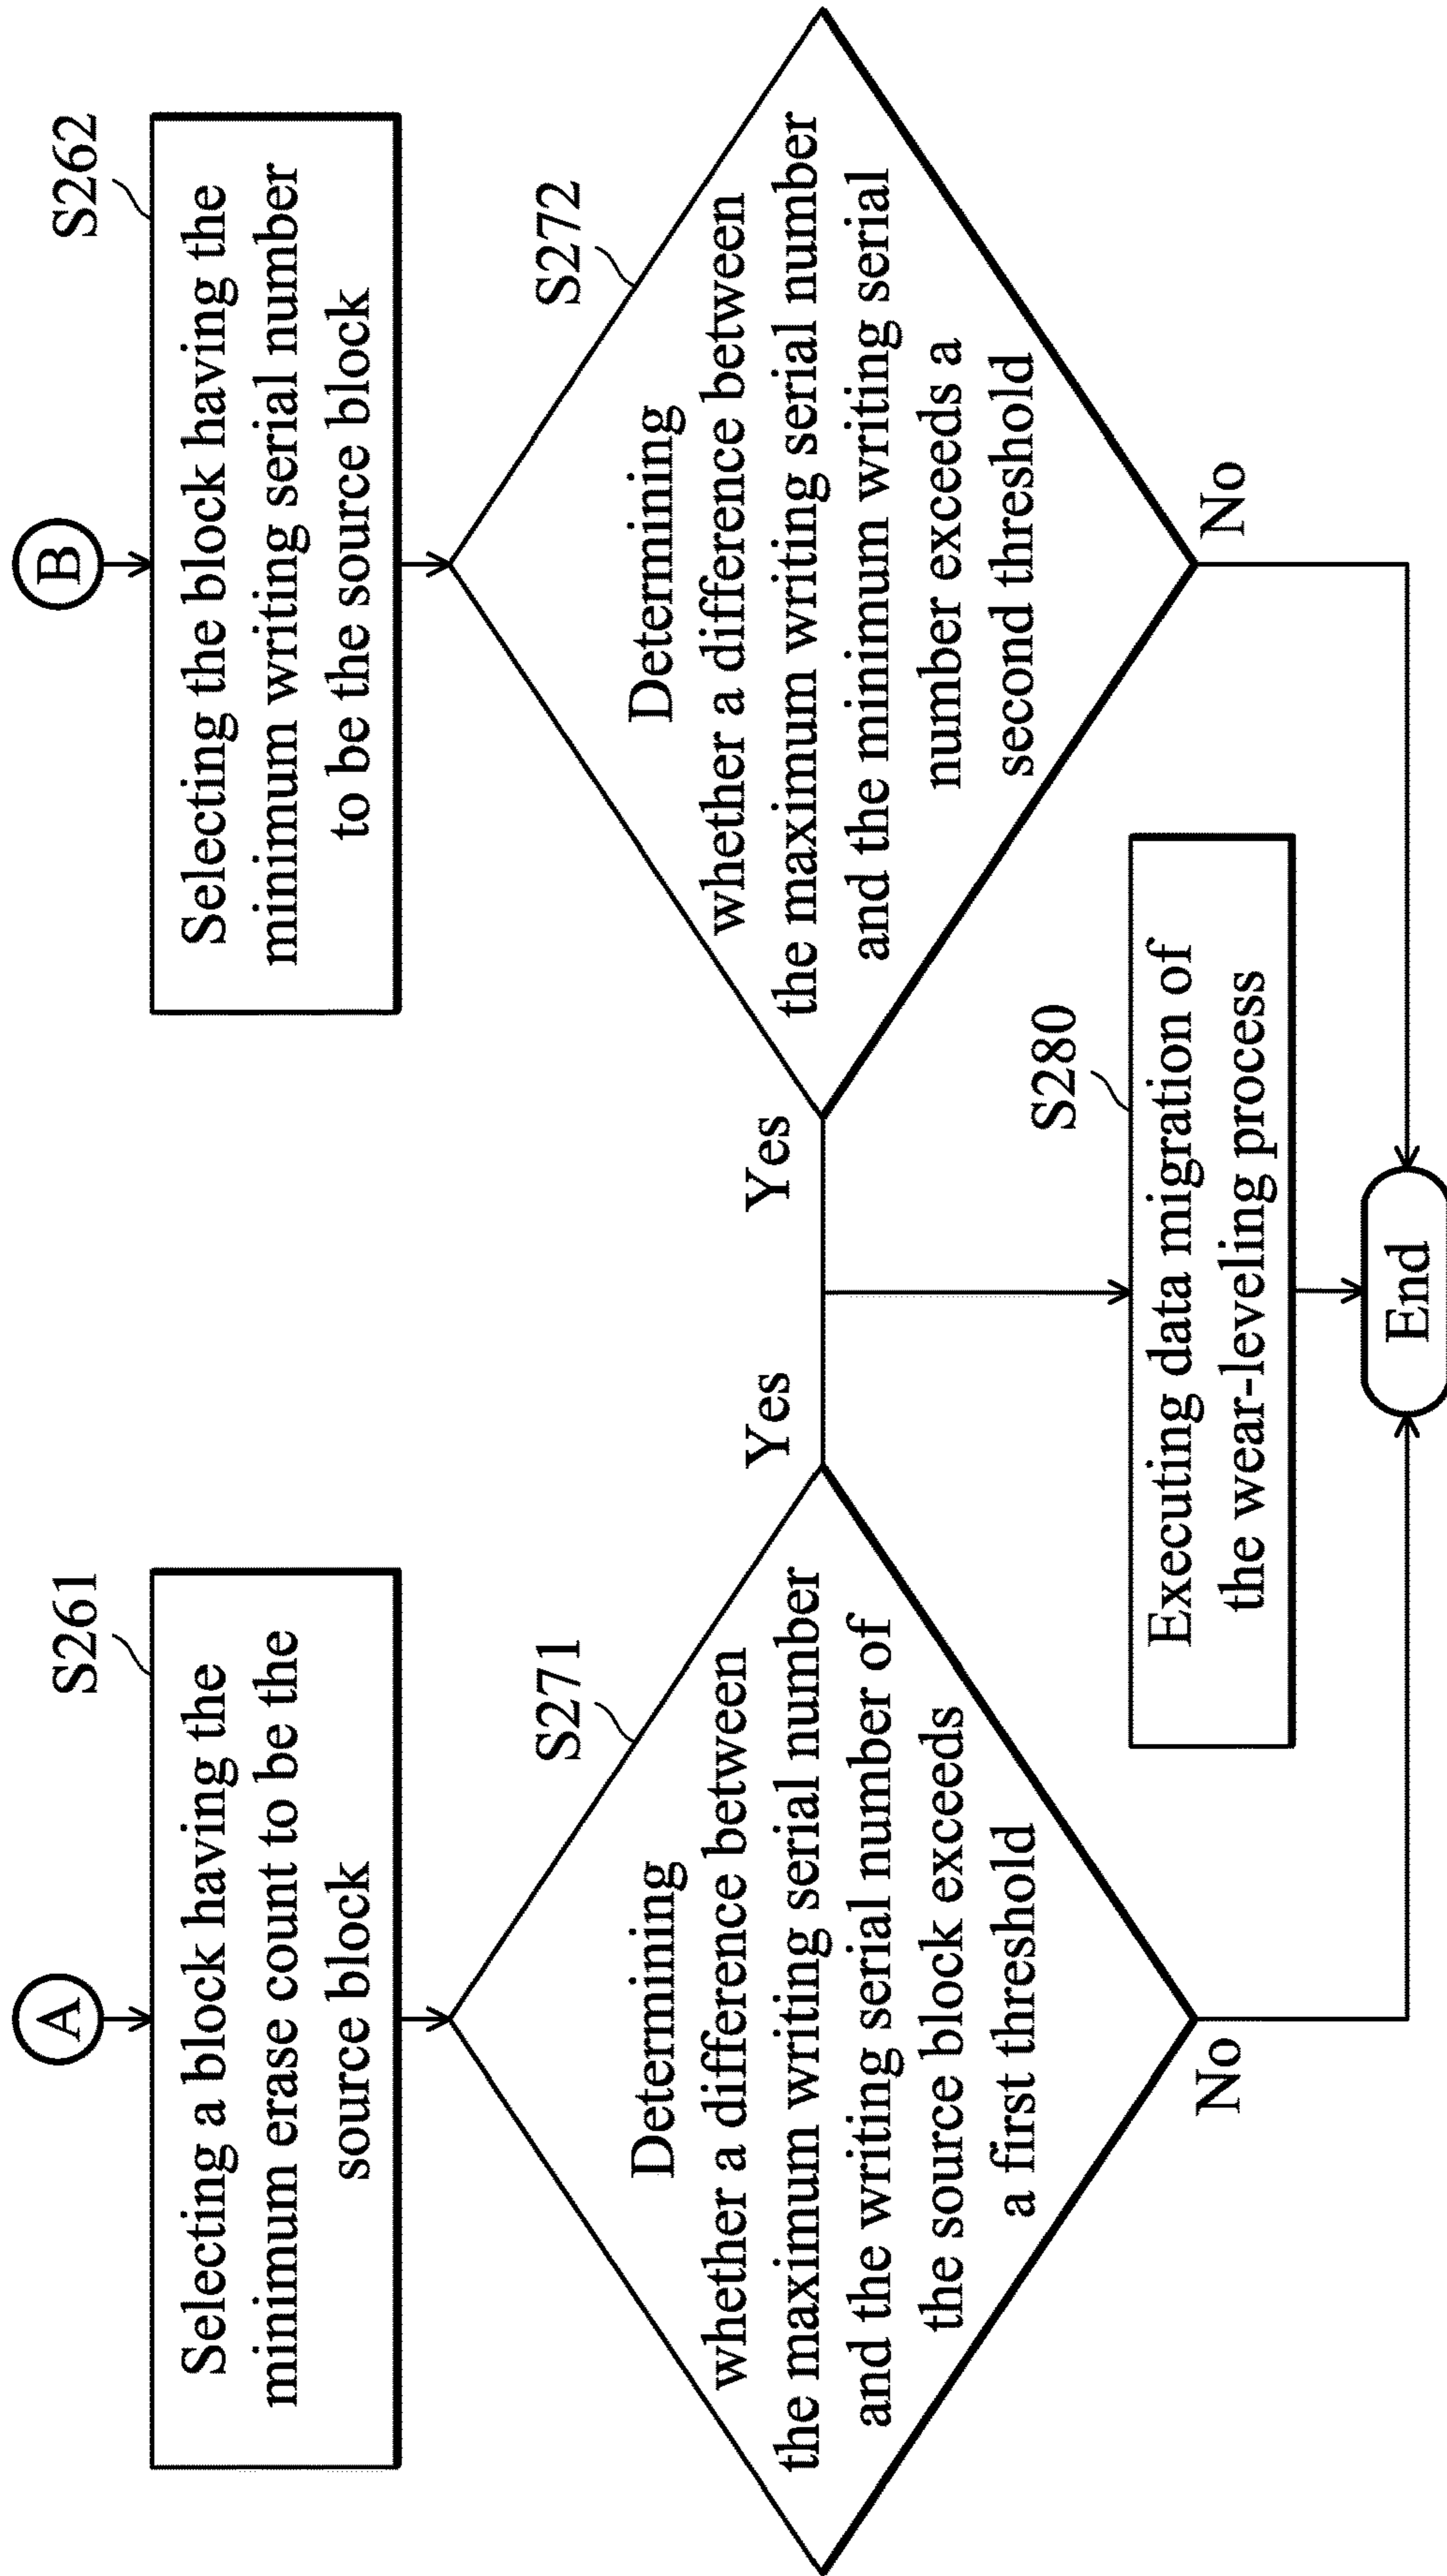 A
S261
Selecting a block having the
minimum erase count to be the
source block
S271
Determining
whether a difference between
the maximum writing serial number
and the writing serial number of
the source block exceeds
a first threshold
Yes
No
B
S262
Selecting the block having the
minimum writing serial number
to be the source block
S272
Determining
whether a difference between
the maximum writing serial number
and the minimum writing serial
number exceeds a
second threshold
Yes
No
S280
Executing data migration of
the wear-leveling process
End